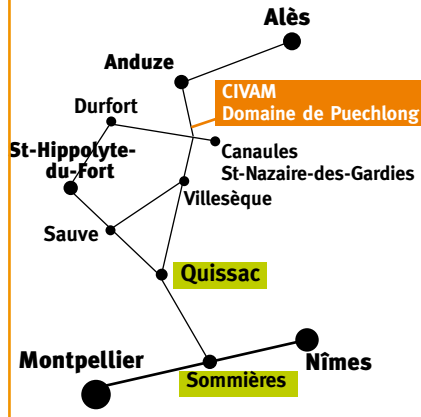 Alès
Anduze
CIVAM
Domaine de Puechlong
Durfort
Canaules
St-Nazaire-des-Gardies
St-Hippolyte-
du-Fort
Villesèque
Sauve
Quissac
Montpellier
Nîmes
Sommières